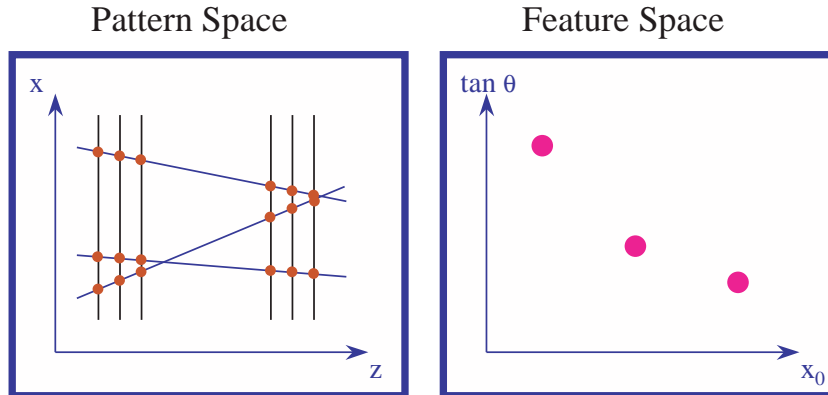 Pattern Space
x
z
Feature Space
tan θ
x₀